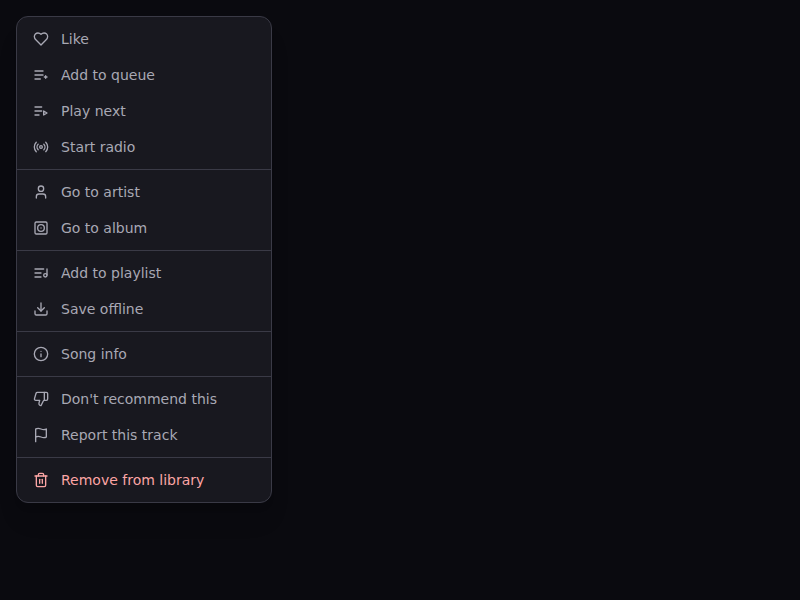 Like
Add to queue
Play next
Start radio
Go to artist
Go to album
Add to playlist
Save offline
Song info
Don't recommend this
Report this track
Remove from library